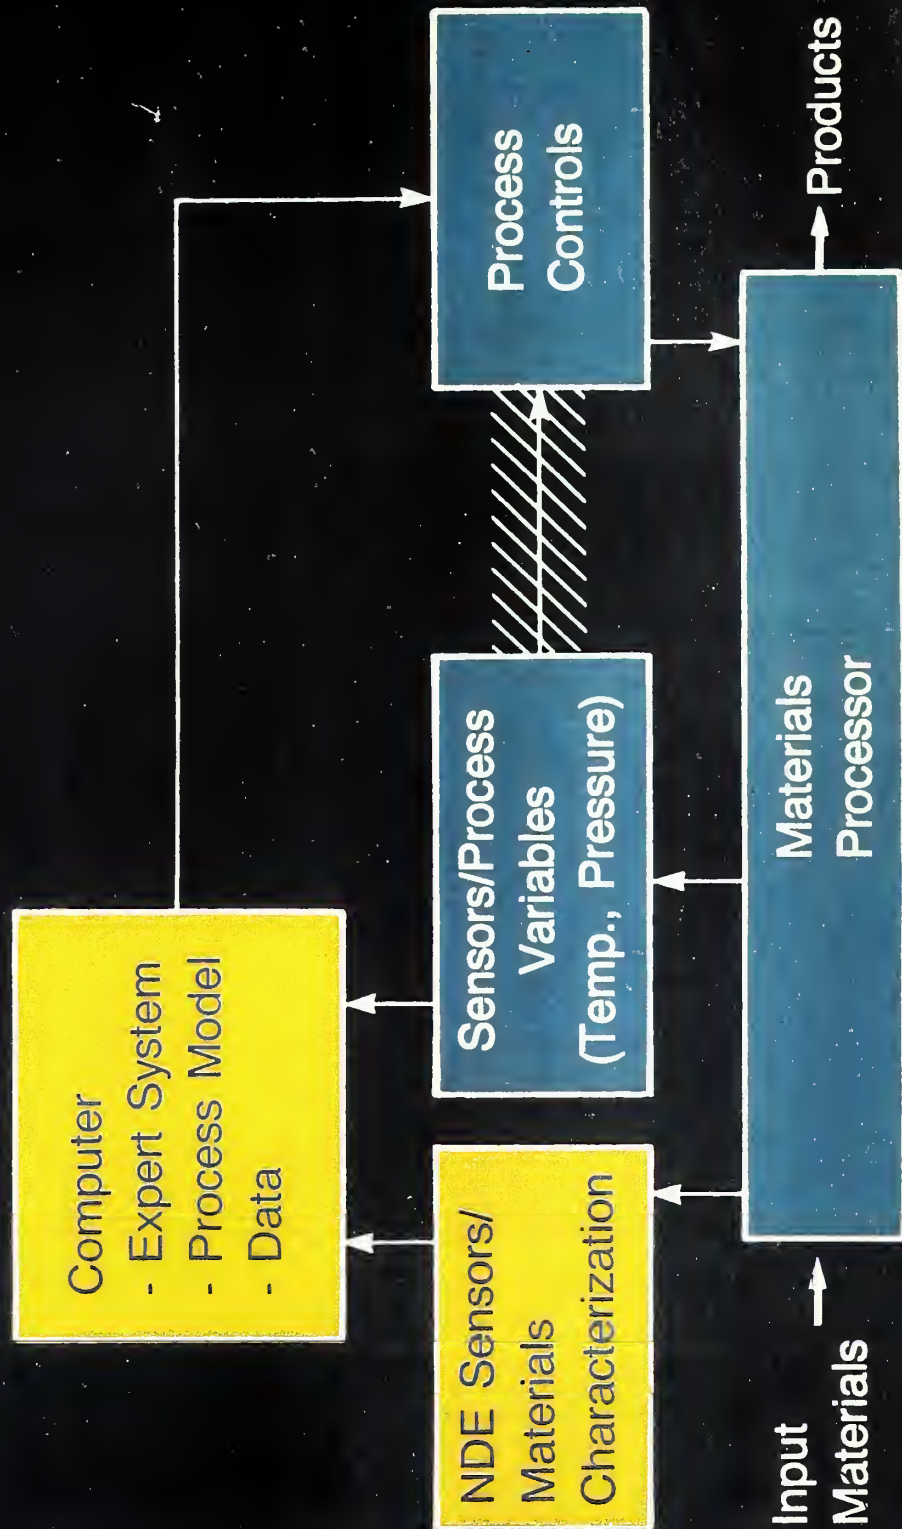 Computer
- Expert System
- Process Model
- Data
NDE Sensors/
Materials
Characterization
Sensors/Process
Variables
(Temp., Pressure)
Process
Controls
Input
Materials
Materials
Processor
Products